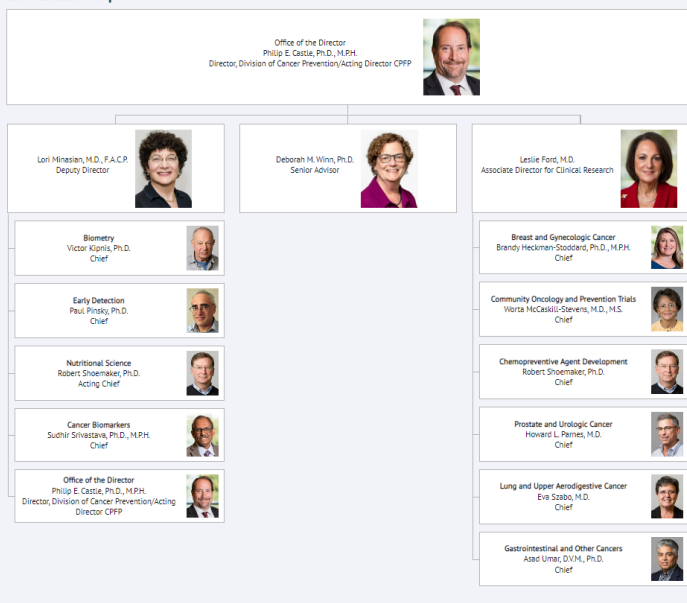 Office of the Director
Philip E. Castle, Ph.D., M.P.H.
Director, Division of Cancer Prevention/Acting Director CPFP
Lori Minasian, M.D., F.A.C.P.
Deputy Director
Deborah M. Winn, Ph.D.
Senior Advisor
Leslie Ford, M.D.
Associate Director for Clinical Research
Biometry
Victor Kipnis, Ph.D.
Chief
Early Detection
Paul Pinsky, Ph.D.
Chief
Nutritional Science
Robert Shoemaker, Ph.D.
Acting Chief
Cancer Biomarkers
Sudhir Srivastava, Ph.D., M.P.H.
Chief
Office of the Director
Philip E. Castle, Ph.D., M.P.H.
Director, Division of Cancer Prevention/Acting
Director CPFP
Breast and Gynecologic Cancer
Brandy Heckman-Stoddard, Ph.D., M.P.H.
Chief
Community Oncology and Prevention Trials
Worta McCaskill-Stevens, M.D., M.S.
Chief
Chemopreventive Agent Development
Robert Shoemaker, Ph.D.
Chief
Prostate and Urologic Cancer
Howard L. Parnes, M.D.
Chief
Lung and Upper Aerodigestive Cancer
Eva Szabo, M.D.
Chief
Gastrointestinal and Other Cancers
Asad Umar, D.V.M., Ph.D.
Chief